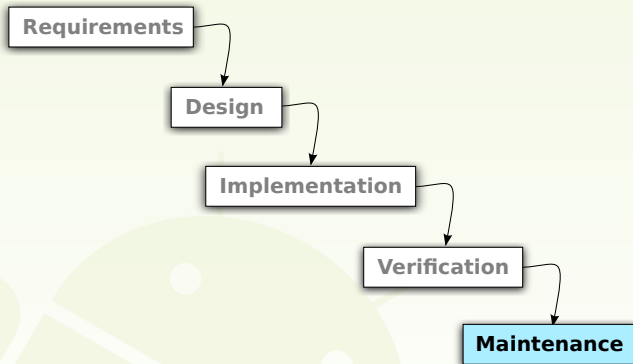 Requirements
Design
Implementation
Verification
Maintenance